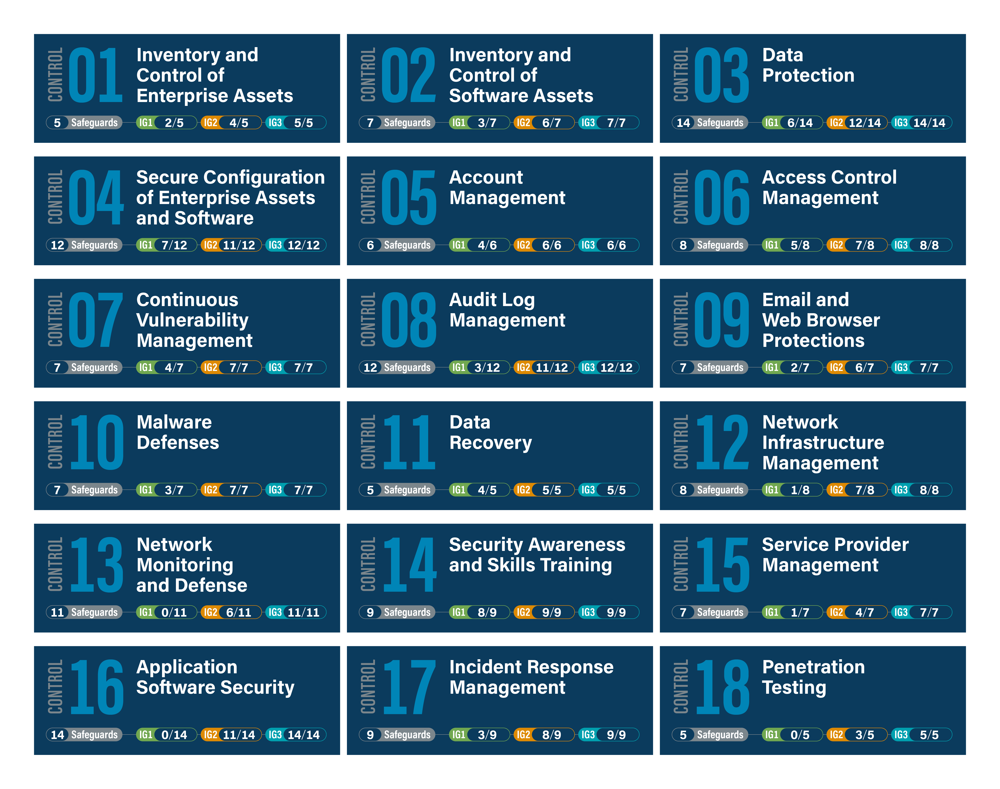 CONTROL 01
Inventory and
Control of
Enterprise Assets
5 Safeguards IG1 2/5 IG2 4/5 IG3 5/5
CONTROL 02
Inventory and
Control of
Software Assets
7 Safeguards IG1 3/7 IG2 6/7 IG3 7/7
CONTROL 03
Data
Protection
14 Safeguards IG1 6/14 IG2 12/14 IG3 14/14
CONTROL 04
Secure Configuration
of Enterprise Assets
and Software
12 Safeguards IG1 7/12 IG2 11/12 IG3 12/12
CONTROL 05
Account
Management
6 Safeguards IG1 4/6 IG2 6/6 IG3 6/6
CONTROL 06
Access Control
Management
8 Safeguards IG1 5/8 IG2 7/8 IG3 8/8
CONTROL 07
Continuous
Vulnerability
Management
7 Safeguards IG1 4/7 IG2 7/7 IG3 7/7
CONTROL 08
Audit Log
Management
12 Safeguards IG1 3/12 IG2 11/12 IG3 12/12
CONTROL 09
Email and
Web Browser
Protections
7 Safeguards IG1 2/7 IG2 6/7 IG3 7/7
CONTROL 10
Malware
Defenses
7 Safeguards IG1 3/7 IG2 7/7 IG3 7/7
CONTROL 11
Data
Recovery
5 Safeguards IG1 4/5 IG2 5/5 IG3 5/5
CONTROL 12
Network
Infrastructure
Management
8 Safeguards IG1 1/8 IG2 7/8 IG3 8/8
CONTROL 13
Network
Monitoring
and Defense
11 Safeguards IG1 0/11 IG2 6/11 IG3 11/11
CONTROL 14
Security Awareness
and Skills Training
9 Safeguards IG1 8/9 IG2 9/9 IG3 9/9
CONTROL 15
Service Provider
Management
7 Safeguards IG1 1/7 IG2 4/7 IG3 7/7
CONTROL 16
Application
Software Security
14 Safeguards IG1 0/14 IG2 11/14 IG3 14/14
CONTROL 17
Incident Response
Management
9 Safeguards IG1 3/9 IG2 8/9 IG3 9/9
CONTROL 18
Penetration
Testing
5 Safeguards IG1 0/5 IG2 3/5 IG3 5/5